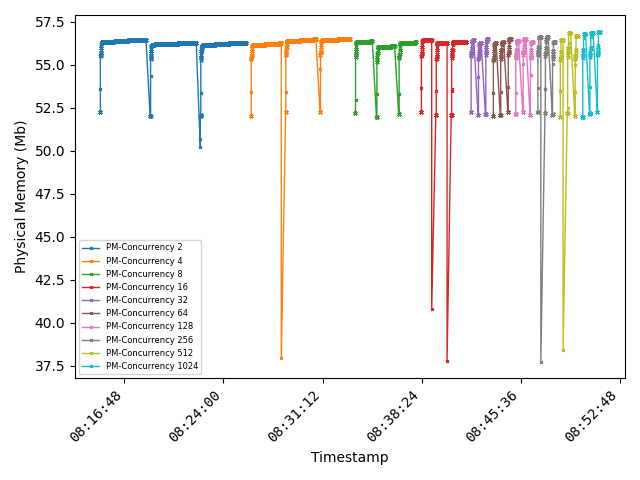 57.5
55.0
52.5
50.0
47.5
45.0
42.5
40.0
37.5
Physical Memory (Mb)
PM-Concurrency 2
PM-Concurrency 4
PM-Concurrency 8
PM-Concurrency 16
PM-Concurrency 32
PM-Concurrency 64
PM-Concurrency 128
PM-Concurrency 256
PM-Concurrency 512
PM-Concurrency 1024
08:16:48
08:24:00
08:31:12
08:38:24
08:45:36
08:52:48
Timestamp